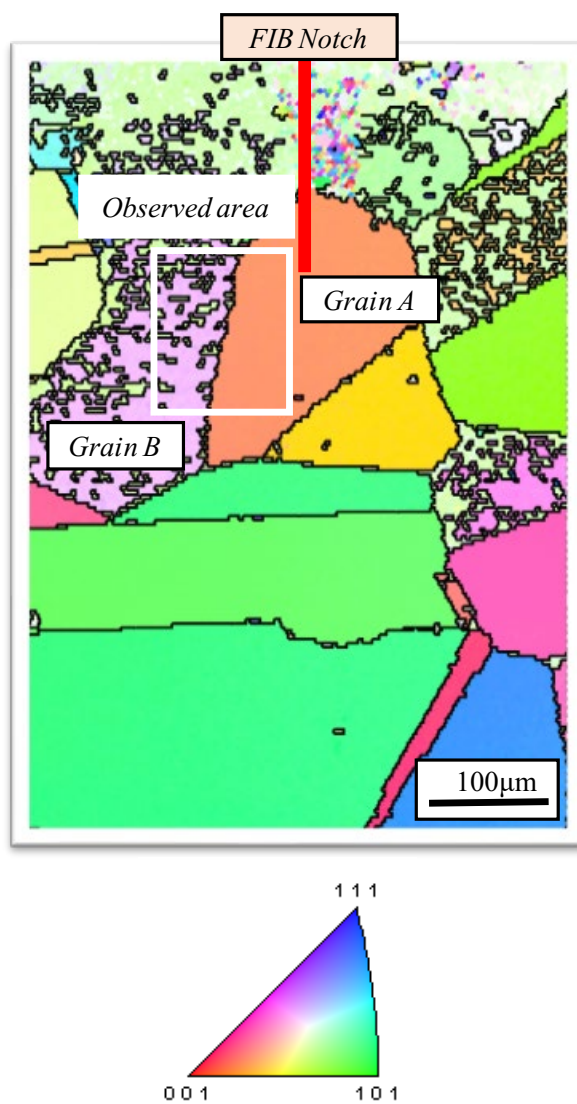 FIB Notch
Observed area
Grain A
Grain B
100μm
1 1 1
0 0 1
1 0 1